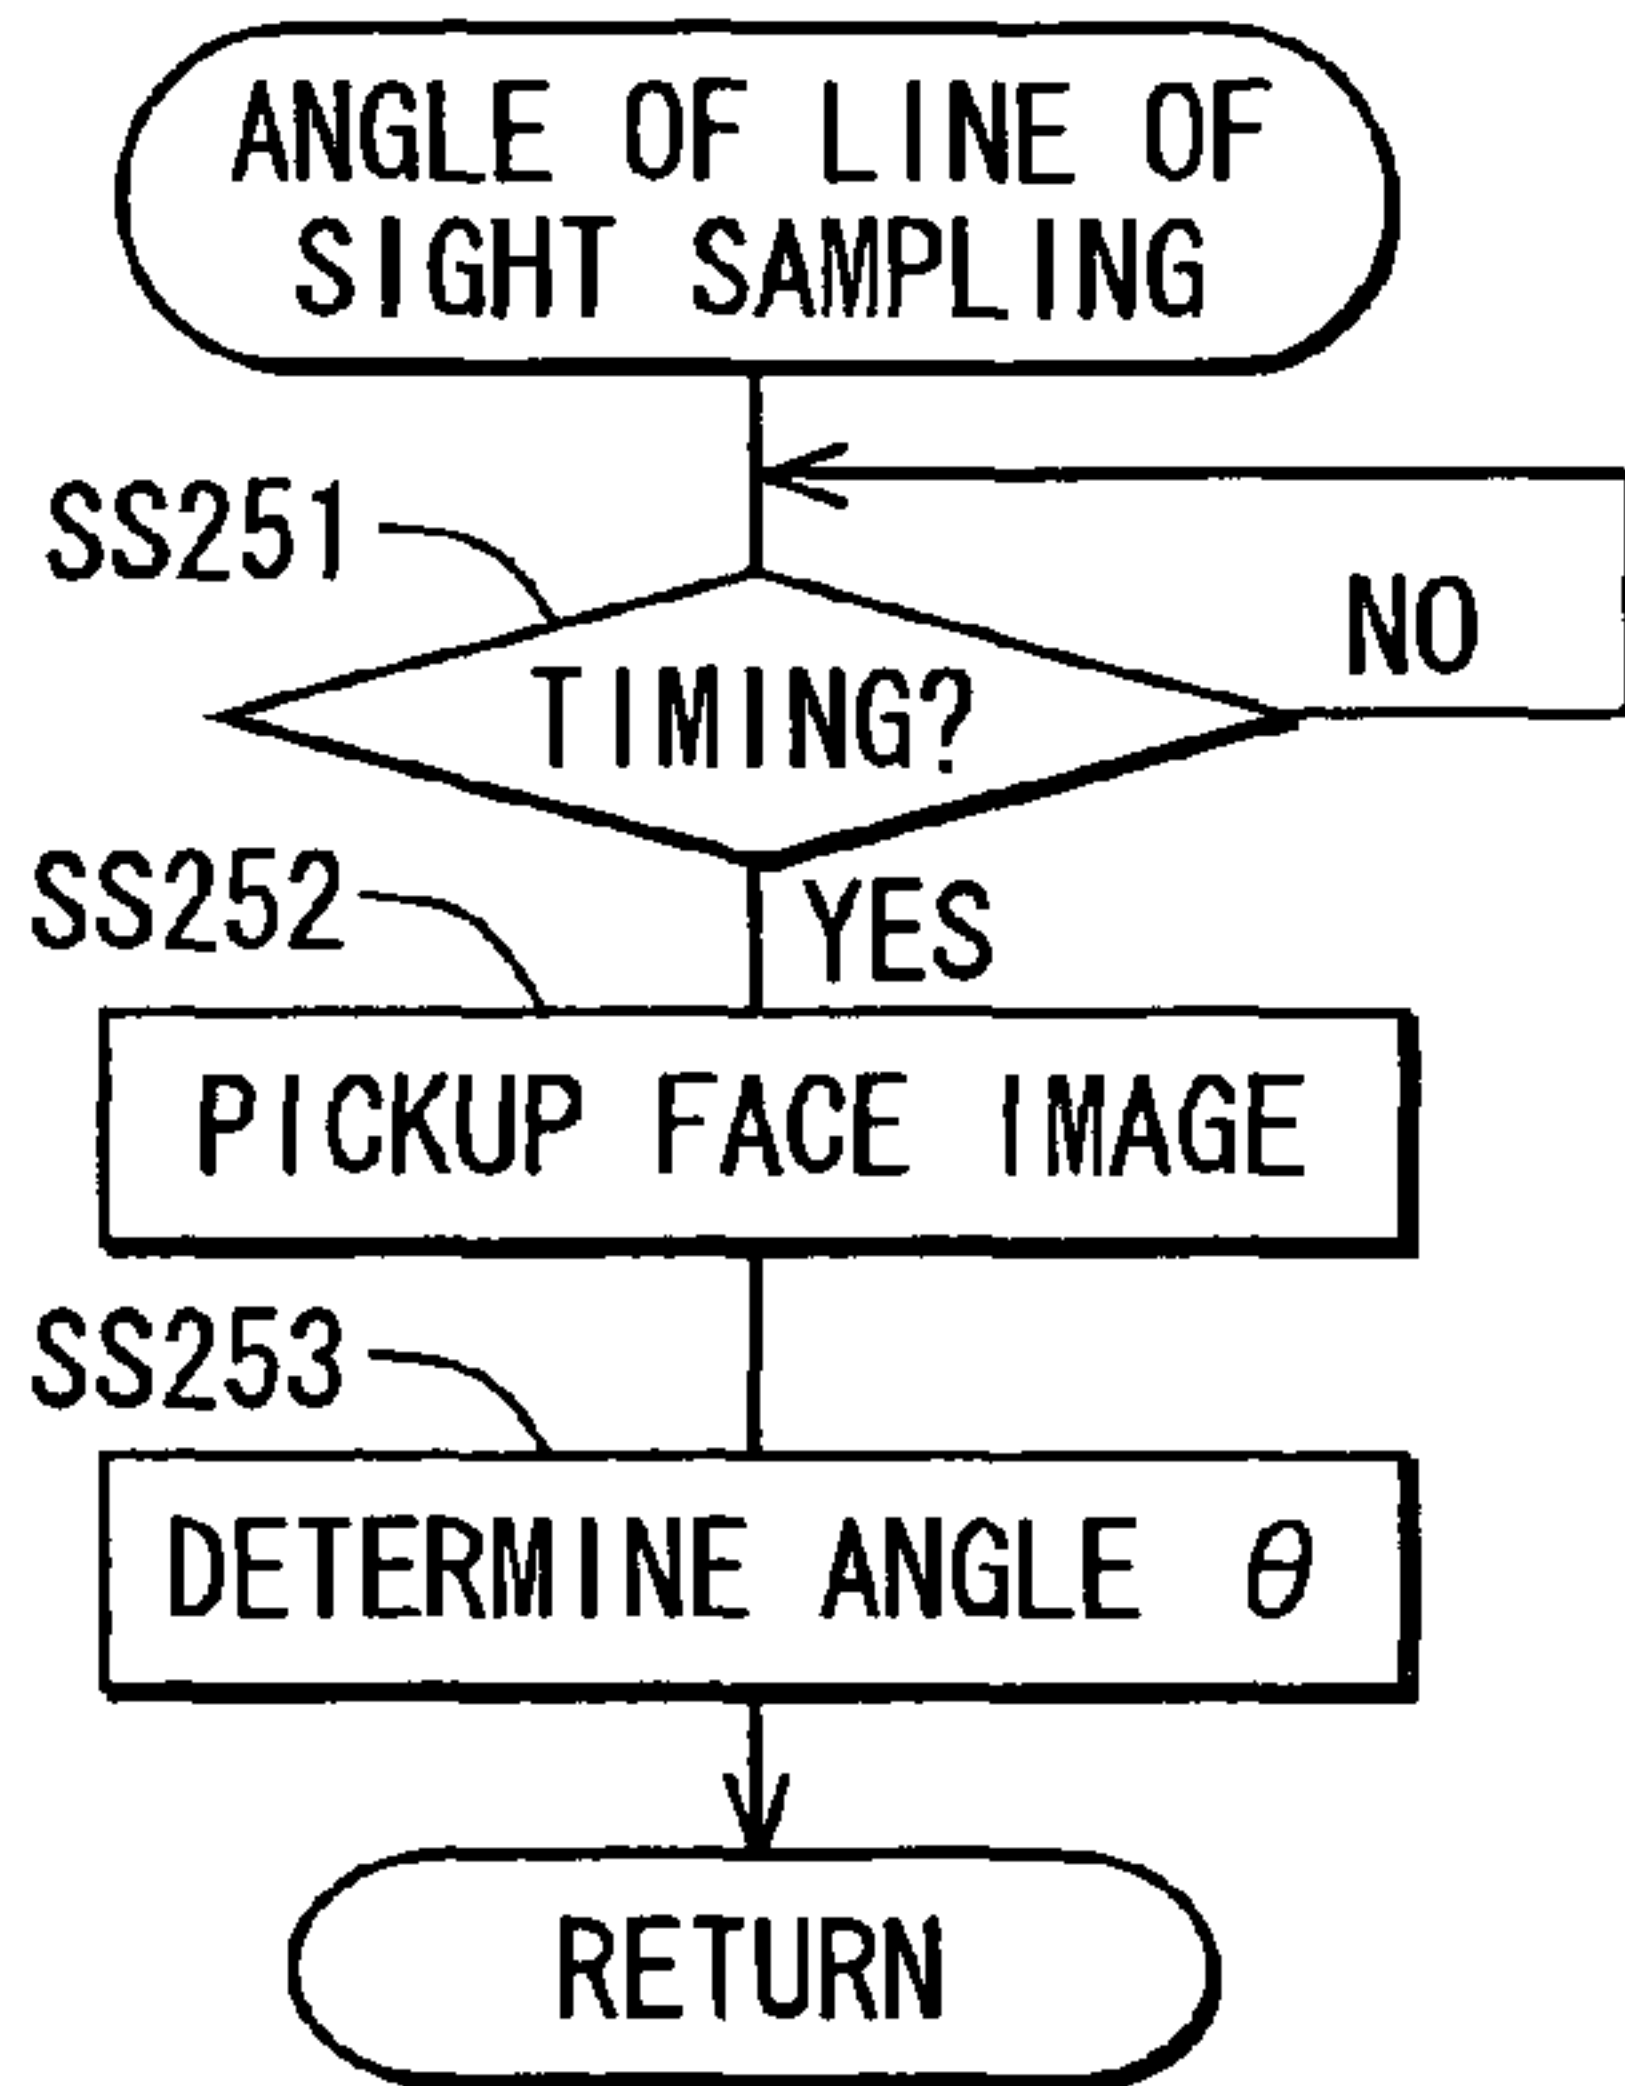 ANGLE OF LINE OF
SIGHT SAMPLING
SS251
NO
TIMING?
SS252
YES
PICKUP FACE IMAGE
SS253
DETERMINE ANGLE θ
RETURN